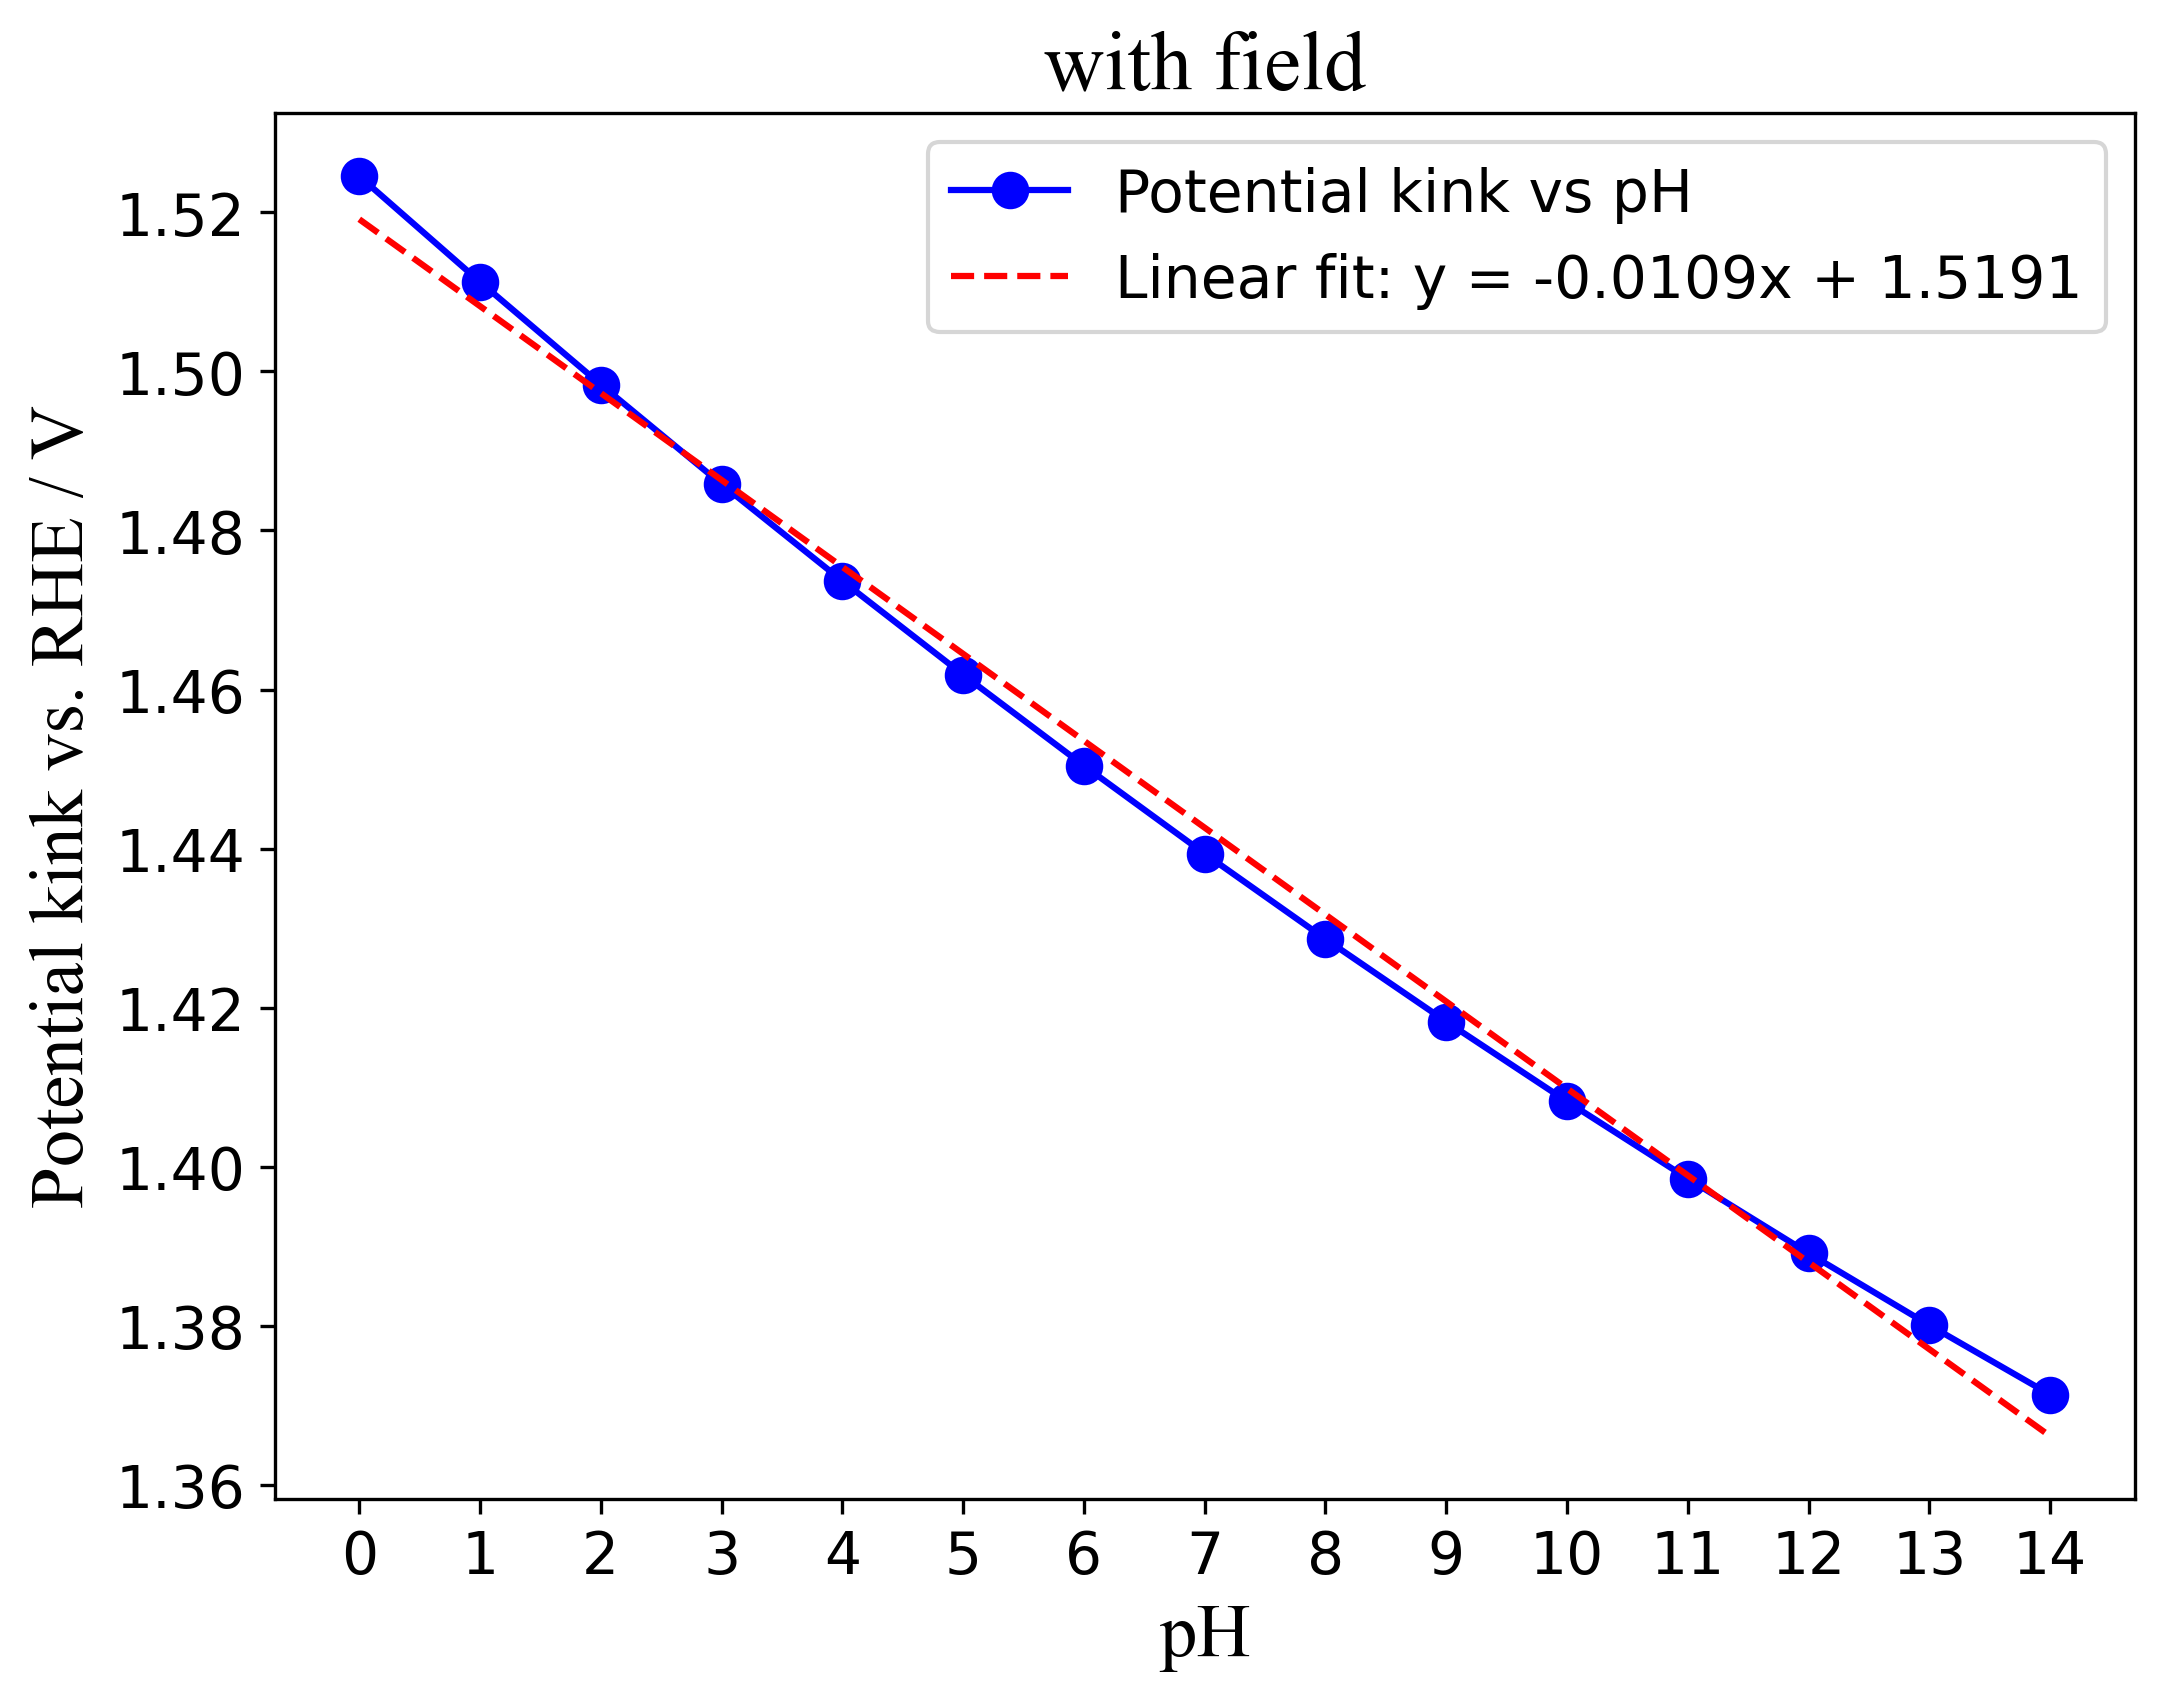 with field
Potential kink vs pH
Linear fit: y = -0.0109x + 1.5191
Potential kink vs. RHE / V
1.52
1.50
1.48
1.46
1.44
1.42
1.40
1.38
1.36
0 1 2 3 4 5 6 7 8 9 10 11 12 13 14
pH